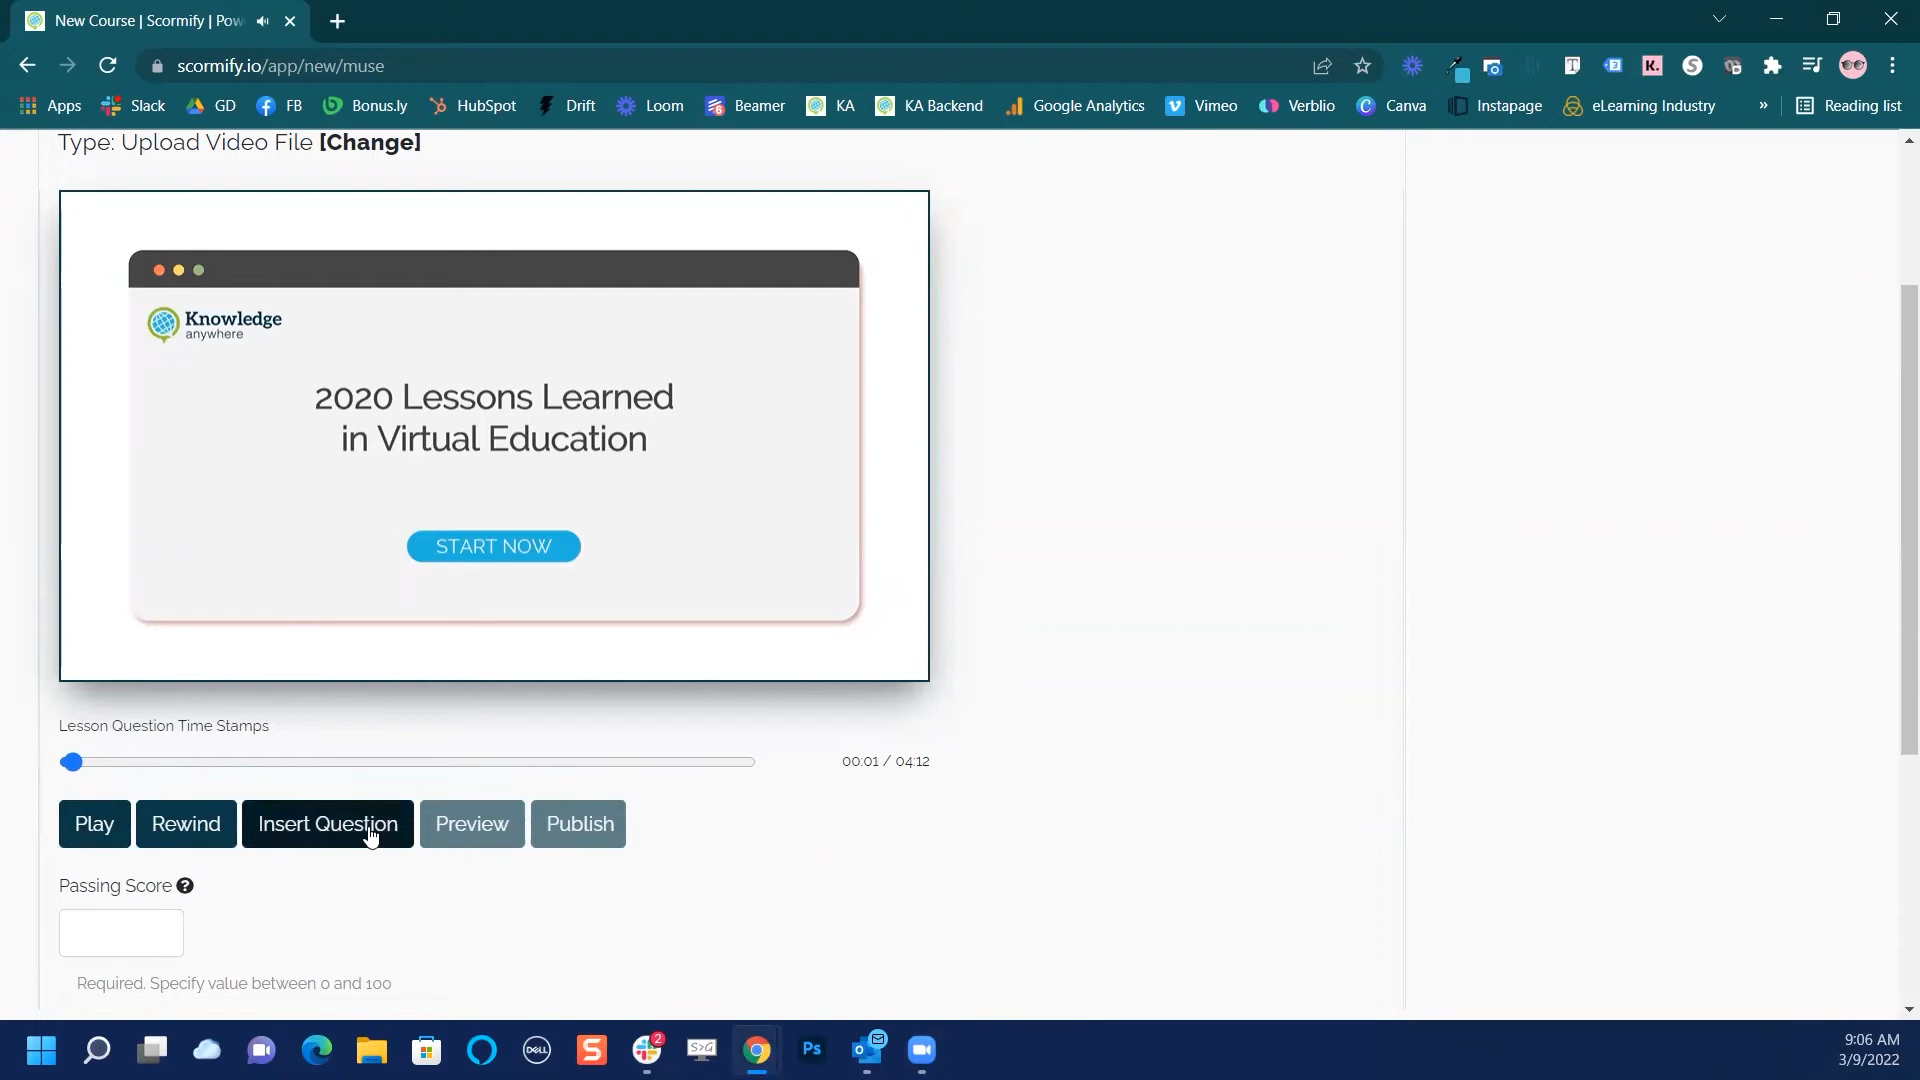 New Course | Scormify | Pow
scormify.io/app/new/muse
Apps Slack GD FB Bonus.ly HubSpot Drift Loom Beamer KA KA Backend Google Analytics Vimeo Verblio Canva Instapage eLearning Industry » Reading list
Type: Upload Video File [Change]
Knowledge
anywhere
2020 Lessons Learned
in Virtual Education
START NOW
Lesson Question Time Stamps
00:01 / 04:12
Play Rewind Insert Question Preview Publish
Passing Score ?
Required. Specify value between 0 and 100
DELL S 2 S>G Ps
9:06 AM
3/9/2022